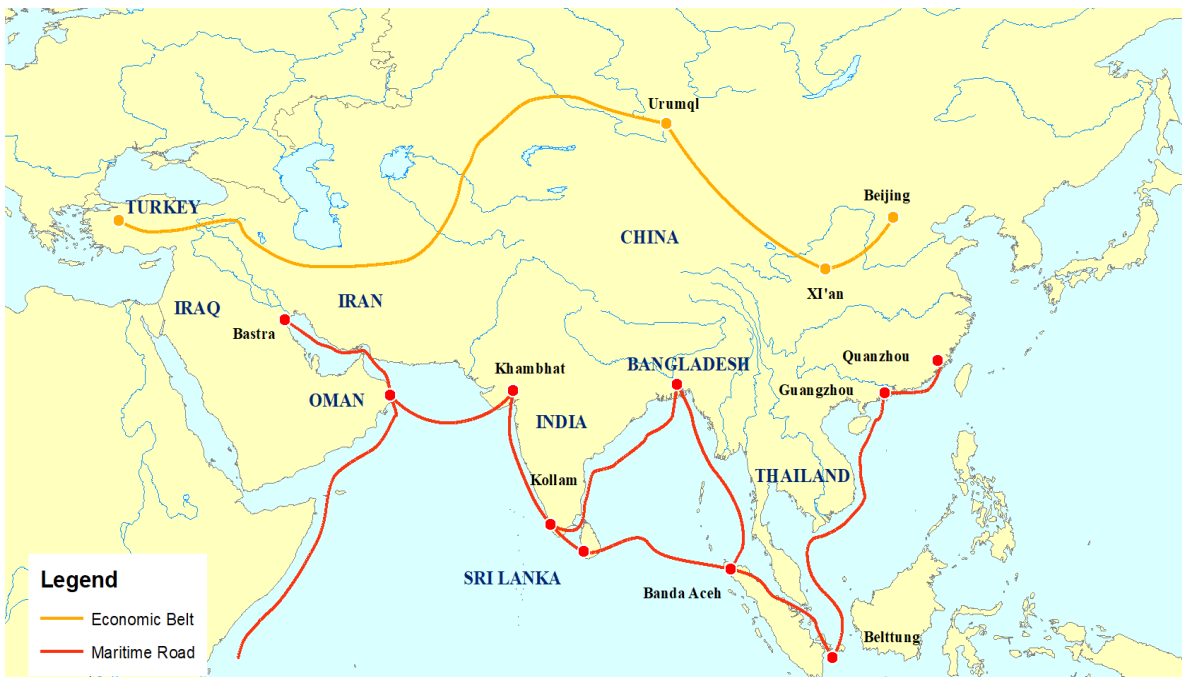 Urumql
Beijing
TURKEY
CHINA
XI'an
IRAQ
IRAN
Bastra
Quanzhou
BANGLADESH
Khambhat
Guangzhou
OMAN
INDIA
THAILAND
Kollam
SRI LANKA
Banda Aceh
Belttung
Legend
Economic Belt
Maritime Road